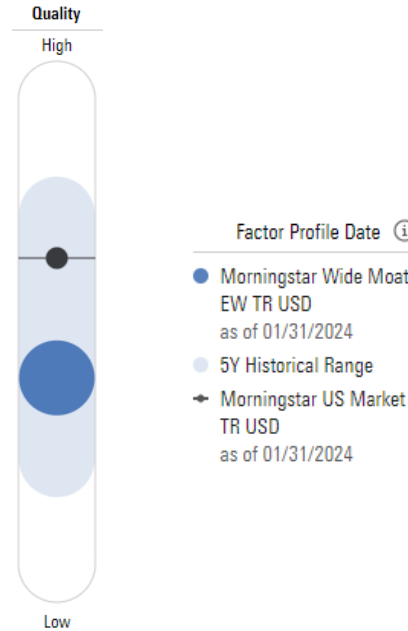 Quality
High
Factor Profile Date
Morningstar Wide Moat
EW TR USD
as of 01/31/2024
5Y Historical Range
Morningstar US Market
TR USD
as of 01/31/2024
Low